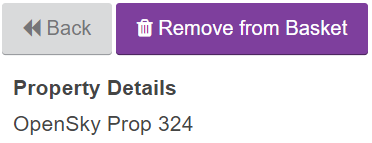 Back Remove from Basket
Property Details
OpenSky Prop 324